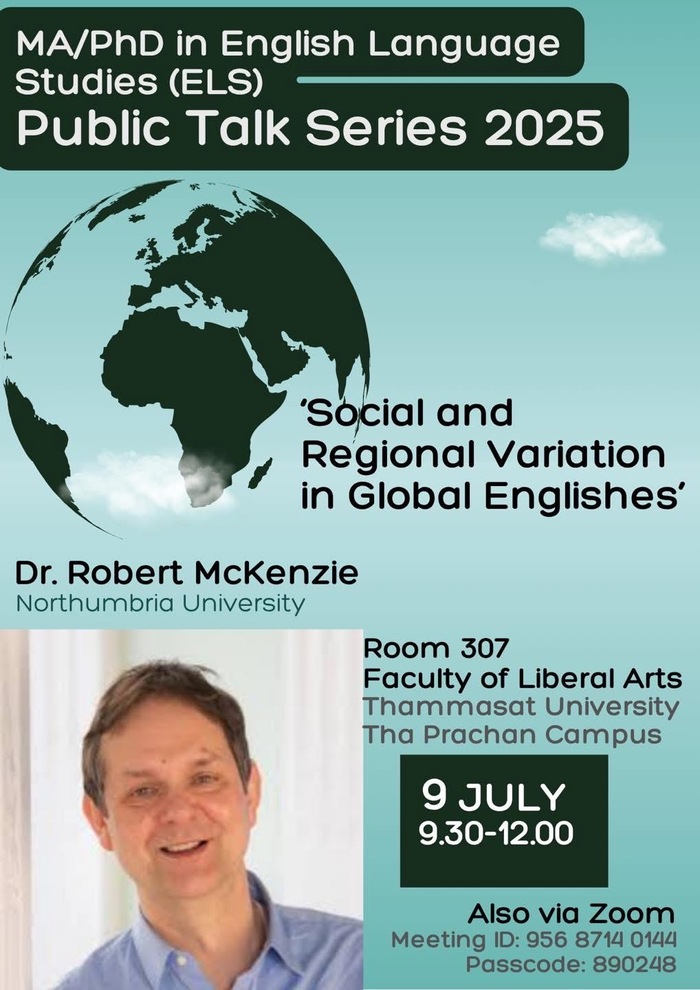 MA/PhD in English Language
Studies (ELS)
Public Talk Series 2025
‘Social and
Regional Variation
in Global Englishes’
Dr. Robert McKenzie
Northumbria University
Room 307
Faculty of Liberal Arts
Thammasat University
Tha Prachan Campus
9 JULY
9.30-12.00
Also via Zoom
Meeting ID: 956 8714 0144
Passcode: 890248